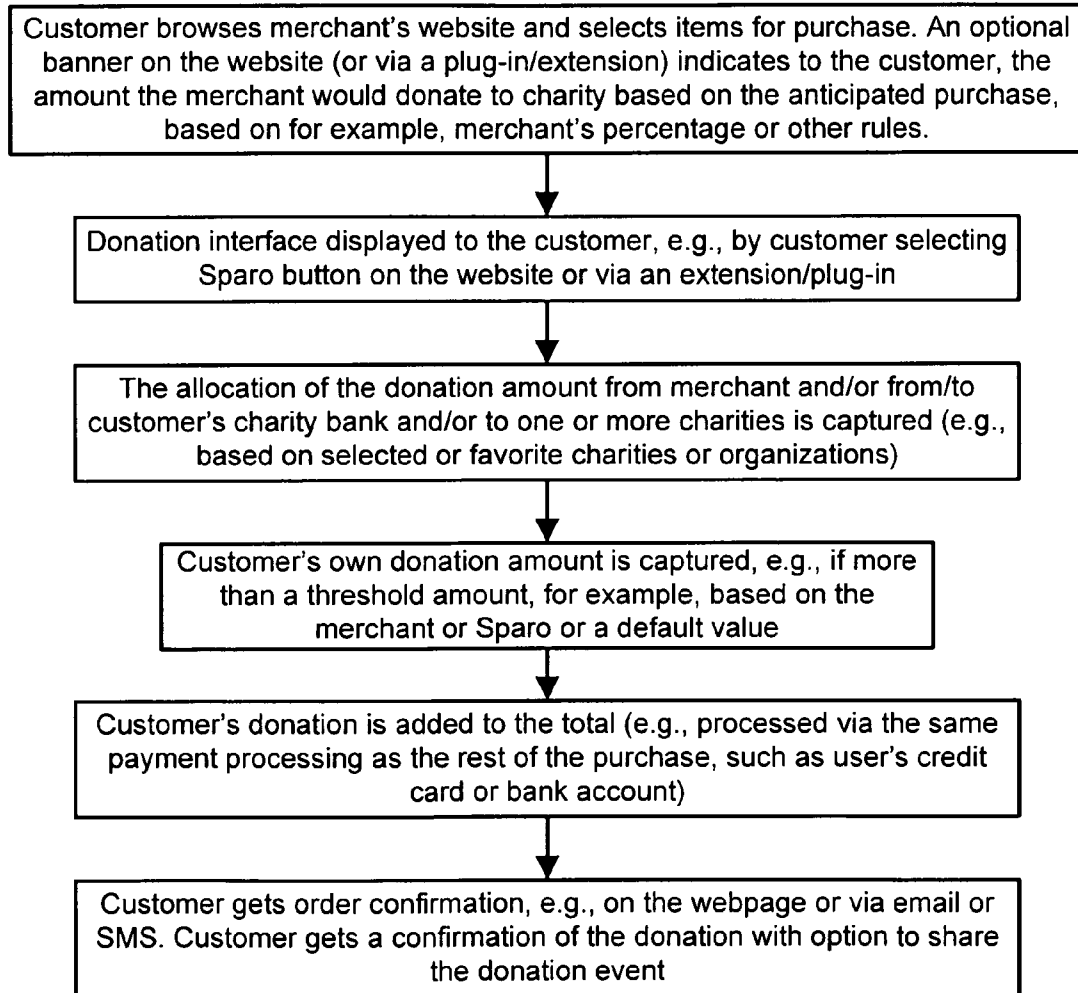 Customer browses merchant's website and selects items for purchase. An optional
banner on the website (or via a plug-in/extension) indicates to the customer, the
amount the merchant would donate to charity based on the anticipated purchase,
based on for example, merchant's percentage or other rules.
Donation interface displayed to the customer, e.g., by customer selecting
Sparo button on the website or via an extension/plug-in
The allocation of the donation amount from merchant and/or from/to
customer's charity bank and/or to one or more charities is captured (e.g.,
based on selected or favorite charities or organizations)
Customer's own donation amount is captured, e.g., if more
than a threshold amount, for example, based on the
merchant or Sparo or a default value
Customer's donation is added to the total (e.g., processed via the same
payment processing as the rest of the purchase, such as user's credit
card or bank account)
Customer gets order confirmation, e.g., on the webpage or via email or
SMS. Customer gets a confirmation of the donation with option to share
the donation event